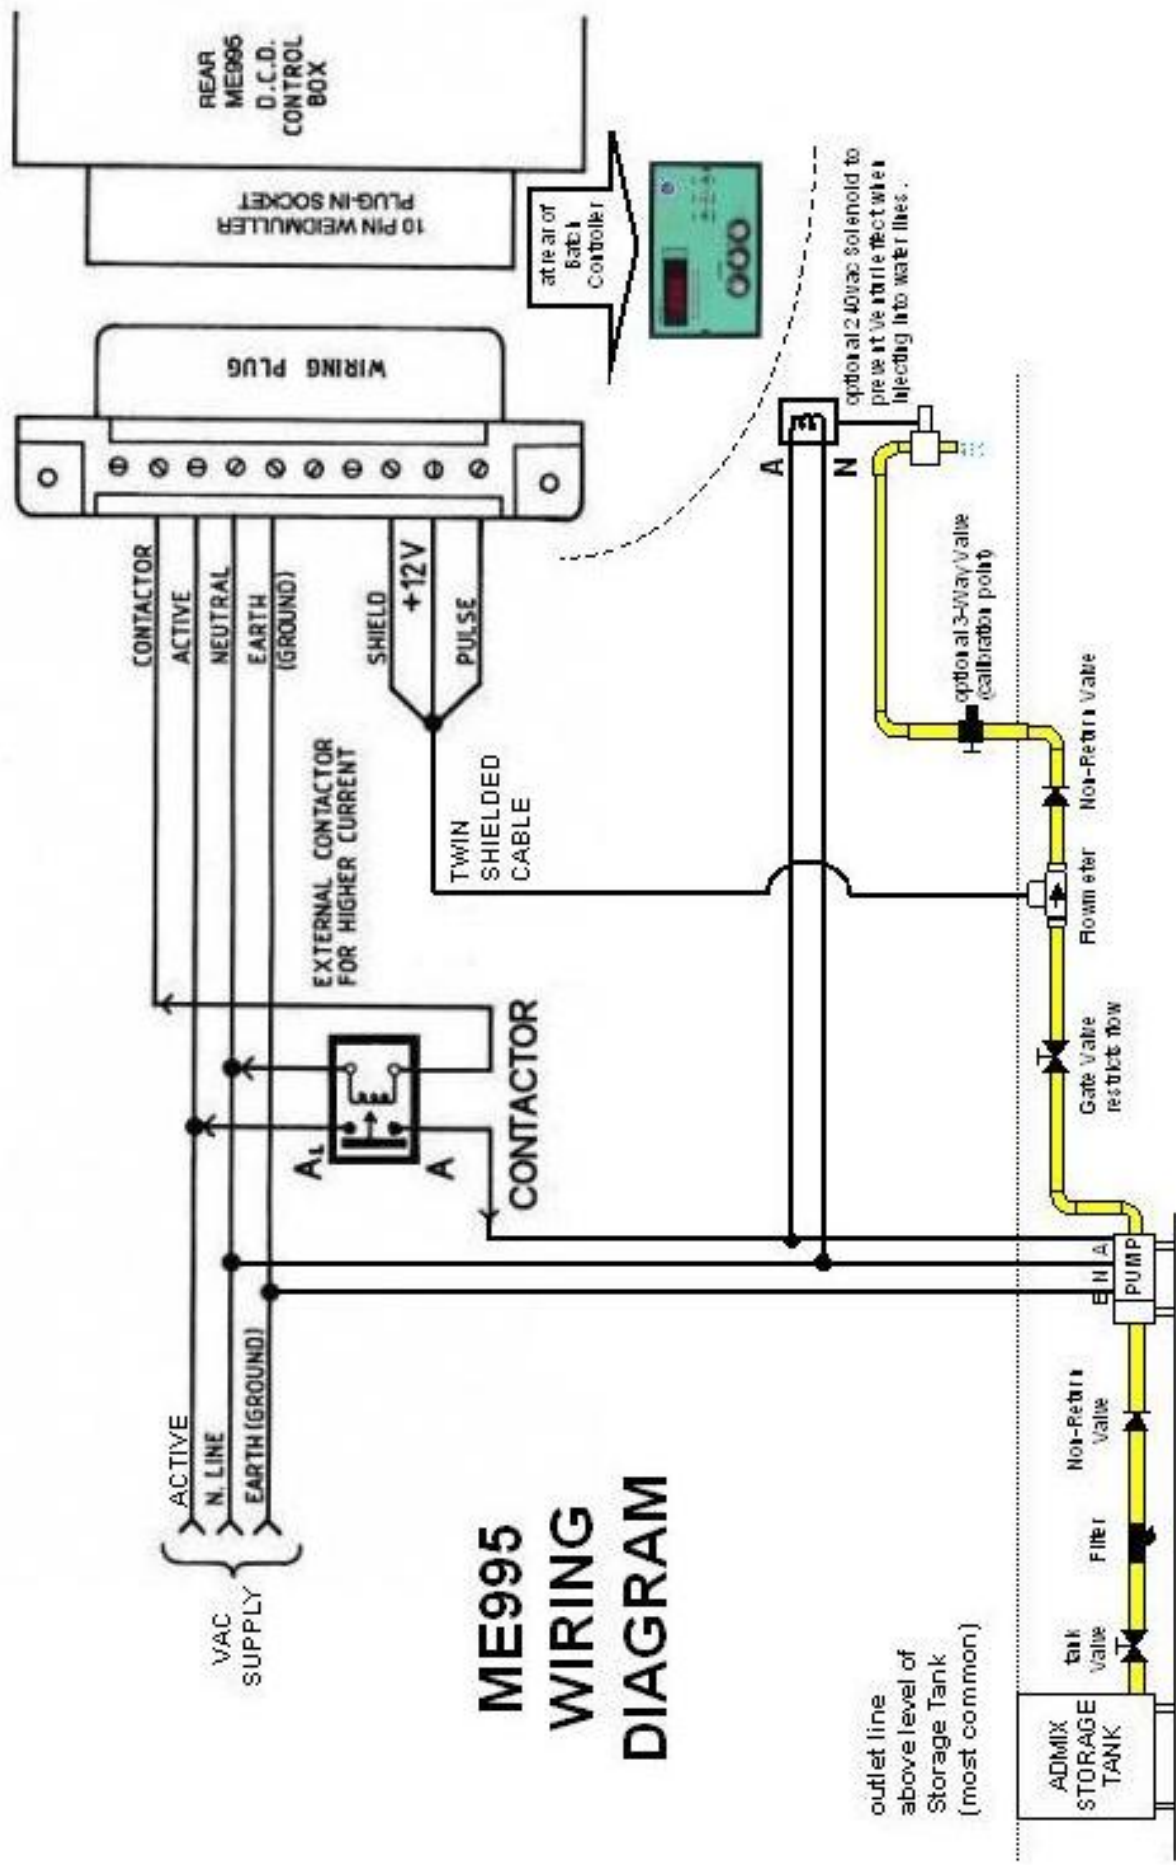 REAR
ME995
D.C.D.
CONTROL
BOX
10 PIN WEIDMULLER
PLUG-IN SOCKET
at rear of
Batch
Controller
WIRING PLUG
CONTACTOR
ACTIVE
NEUTRAL
EARTH
(GROUND)
SHIELD
+12V
PULSE
EXTERNAL CONTACTOR
FOR HIGHER CURRENT
TWIN
SHIELDED
CABLE
A1
A
CONTACTOR
ACTIVE
N. LINE
EARTH (GROUND)
VAC
SUPPLY
ME995
WIRING
DIAGRAM
A
N
optional 240vac Solenoid to
prevent Venturi effect when
Injecting into water lines.
optional 3-Way Valve
(calibration point)
outlet line
above level of
Storage Tank
(most common)
ADMIX
STORAGE
TANK
tank
Valve
Filter
Non-Return
Valve
E N A
PUMP
Gate Valve
restricts flow
Flowmeter
Non-Return Valve